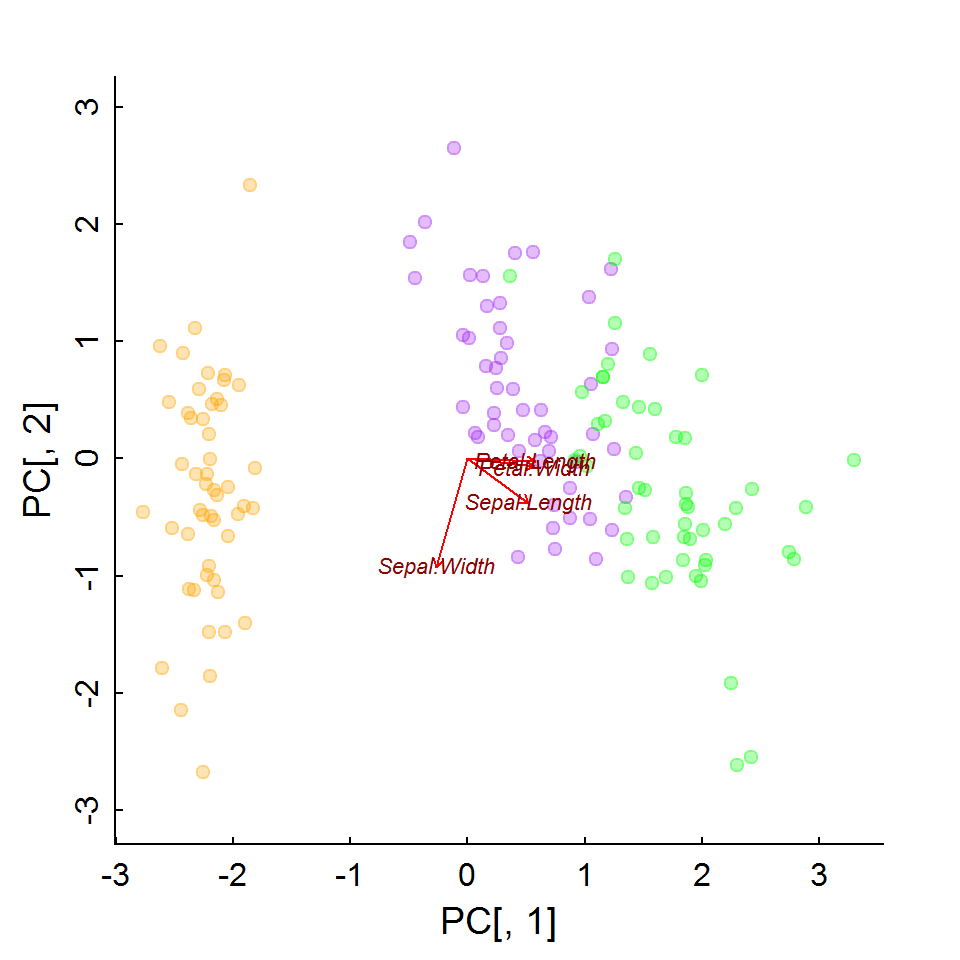 3
2
1
0
-1
-2
-3
PC[, 2]
Petal.Length
Petal.Width
Sepal.Length
Sepal.Width
-3 -2 -1 0 1 2 3
PC[, 1]